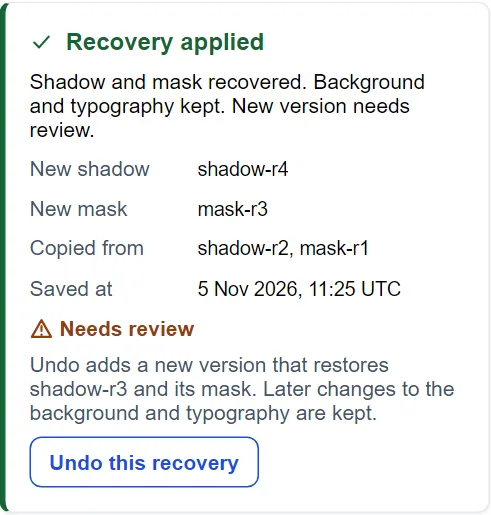 Recovery applied
Shadow and mask recovered. Background
and typography kept. New version needs
review.
New shadow shadow-r4
New mask mask-r3
Copied from shadow-r2, mask-r1
Saved at 5 Nov 2026, 11:25 UTC
Needs review
Undo adds a new version that restores
shadow-r3 and its mask. Later changes to the
background and typography are kept.
Undo this recovery